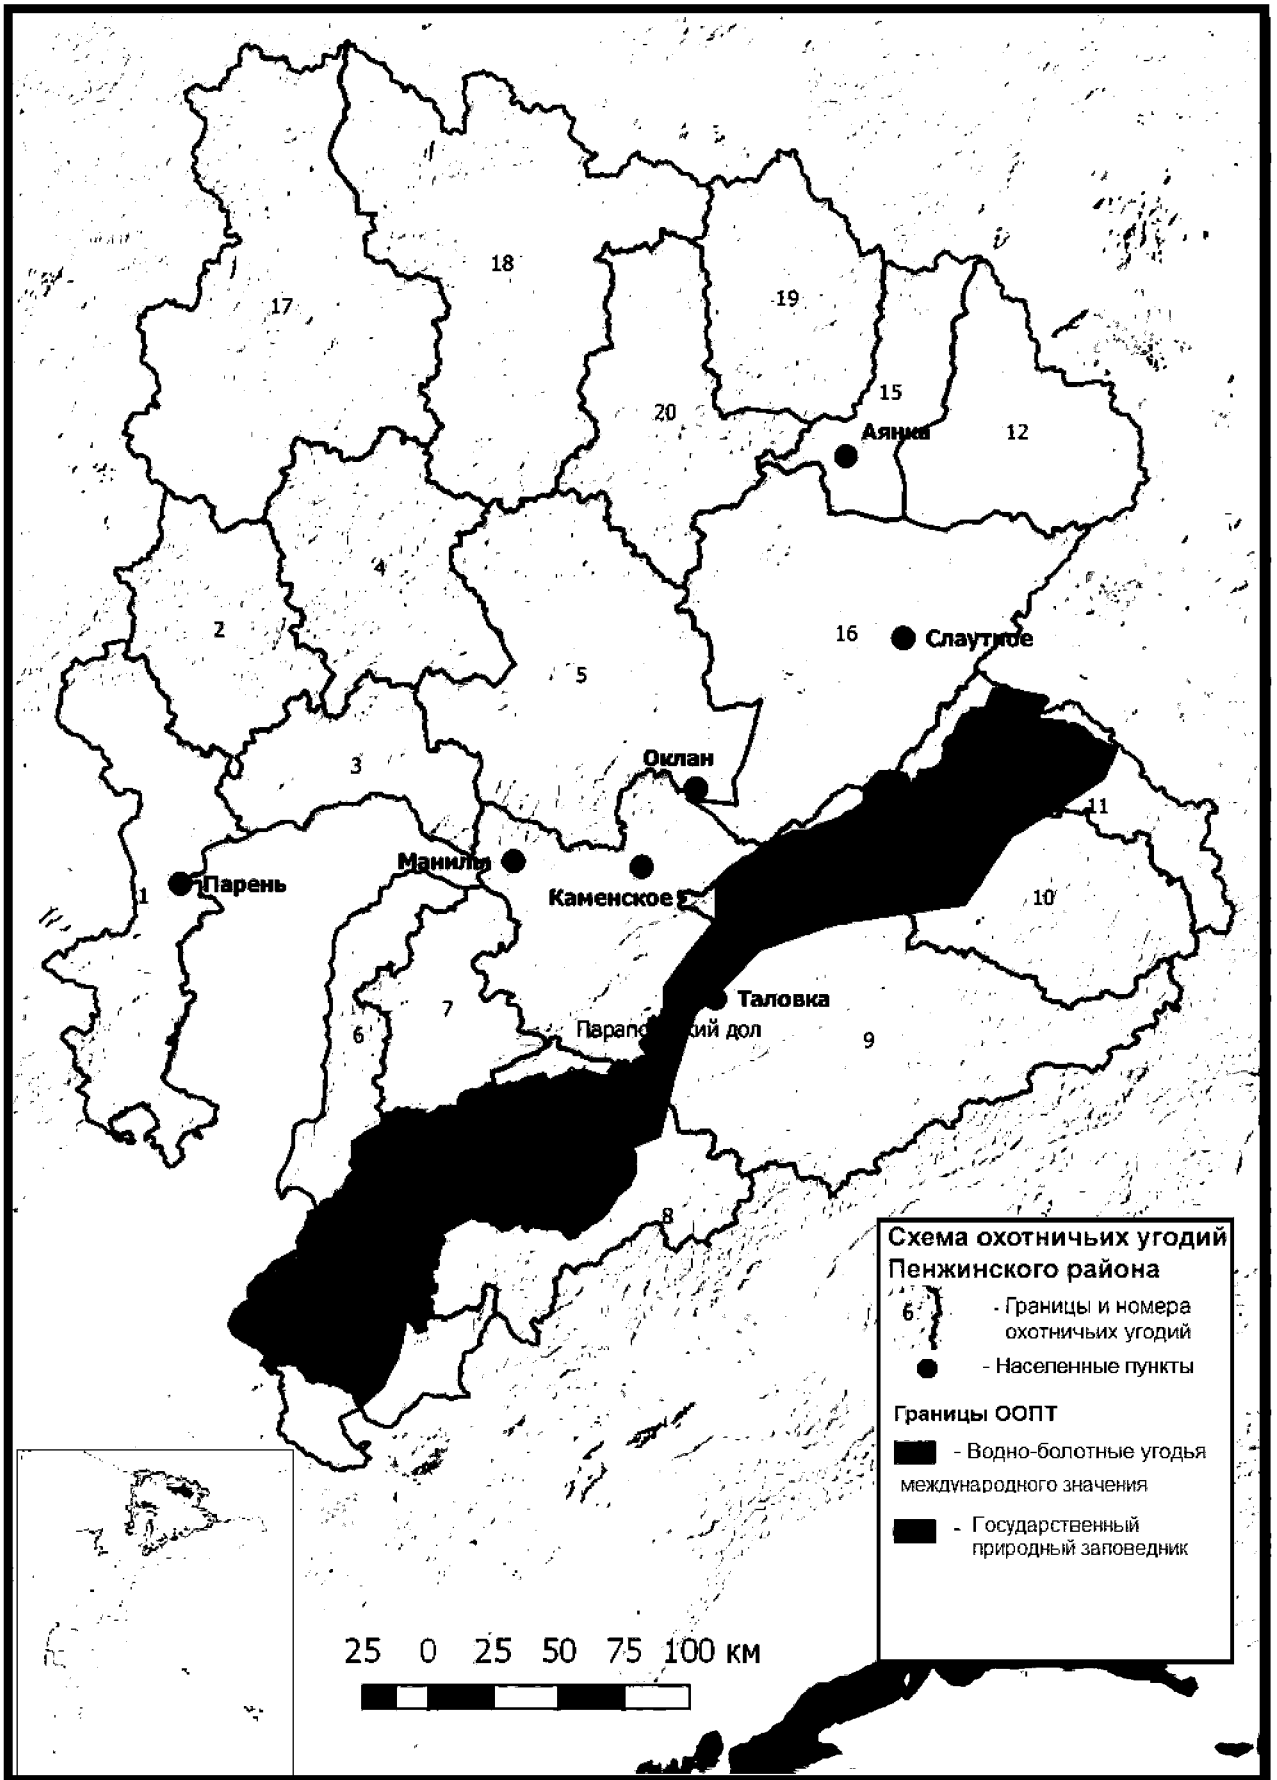 18
17
19
15
20
Аянка
12
4
2
16
Слаутное
5
Оклан
3
11
Манилы
1
Парень
Каменское
10
Таловка
7
6
9
8
Схема охотничьих угодий
Пенжинского района
6 - Границы и номера
охотничьих угодий
- Населенные пункты
Границы ООПТ
- Водно-болотные угодья
международного значения
- Государственный
природный заповедник
25 0 25 50 75 100 км